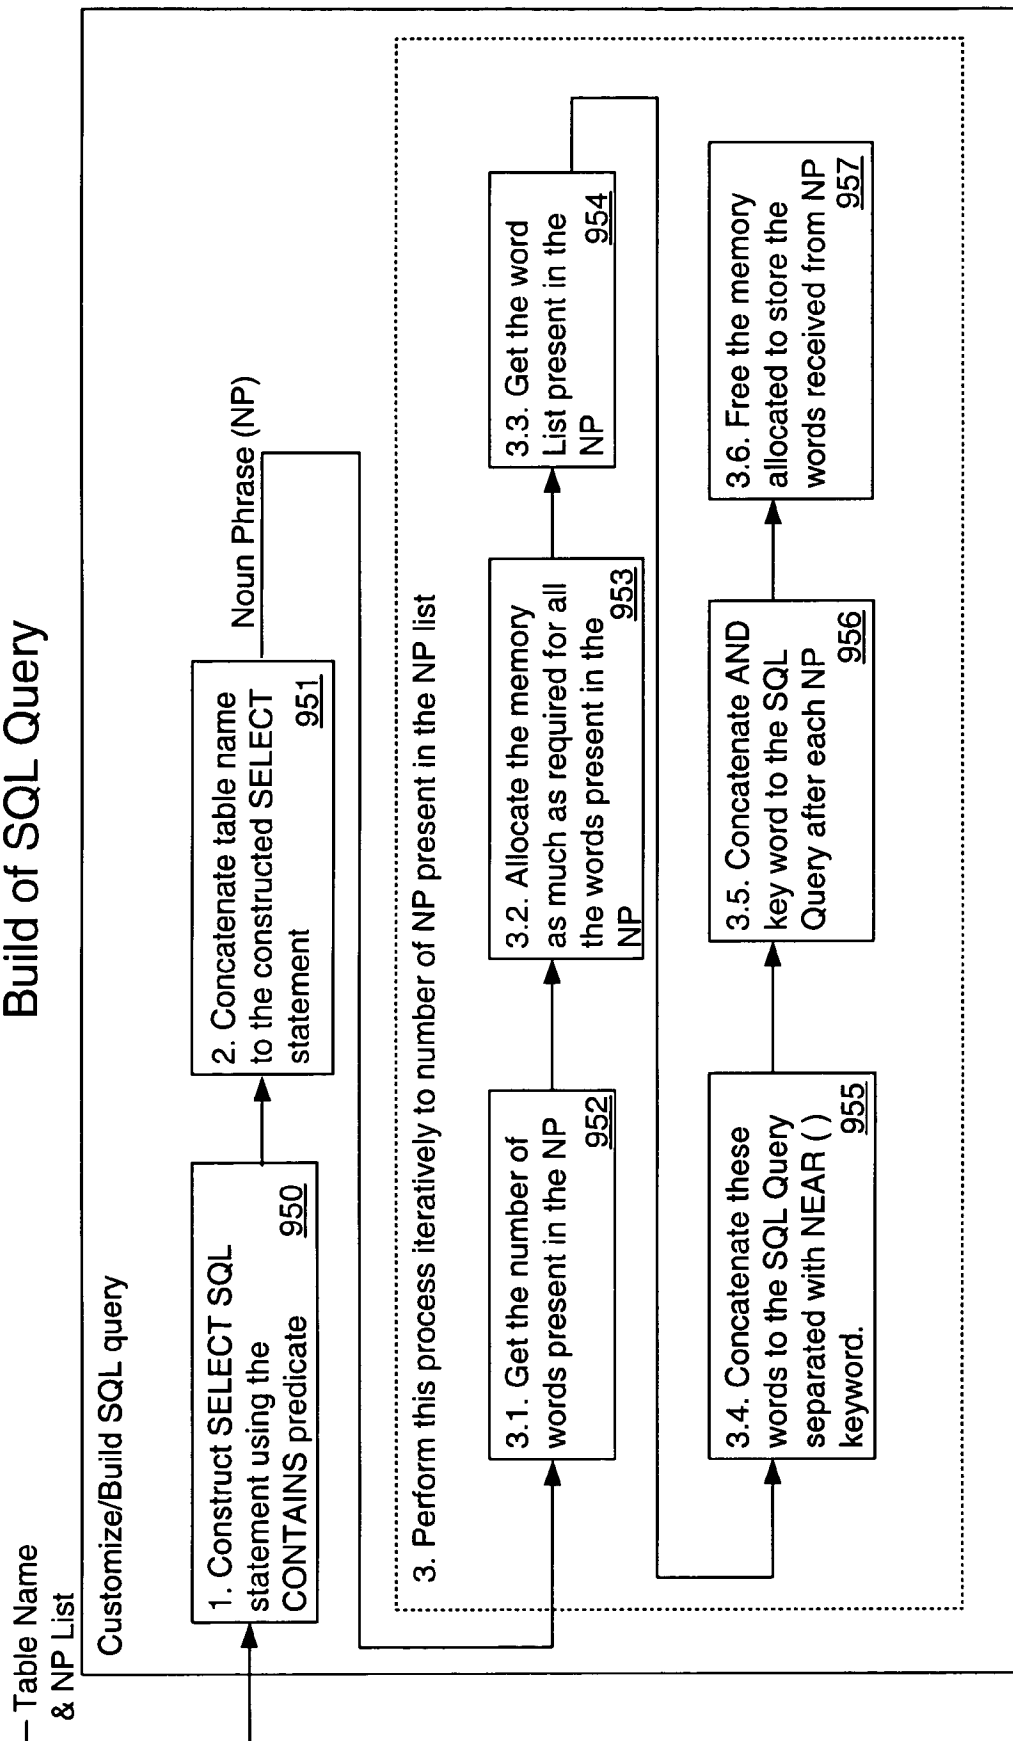 Build of SQL Query
Table Name
& NP List
Customize/Build SQL query
1. Construct SELECT SQL
statement using the
CONTAINS predicate
950
2. Concatenate table name
to the constructed SELECT
statement
951
Noun Phrase (NP)
3. Perform this process iteratively to number of NP present in the NP list
3.1. Get the number of
words present in the NP
952
3.2. Allocate the memory
as much as required for all
the words present in the
NP
953
3.3. Get the word
List present in the
NP
954
3.4. Concatenate these
words to the SQL Query
separated with NEAR ( )
keyword.
955
3.5. Concatenate AND
key word to the SQL
Query after each NP
956
3.6. Free the memory
allocated to store the
words received from NP
957